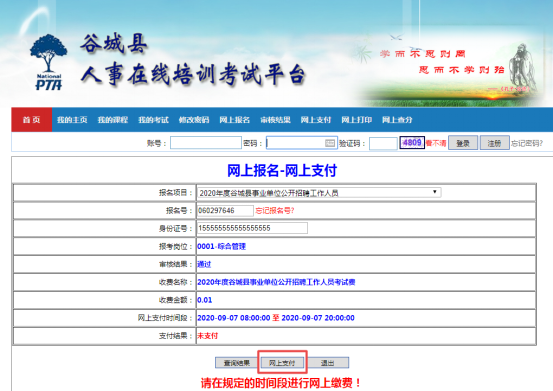 谷城县
人事在线培训考试平台
National
PTA
学而不思则罔
思而不学则殆
首 页 我的主页 我的课程 我的考试 修改密码 网上报名 审核结果 网上支付 网上打印 网上查分
账号： 密码： 验证码： 4809 看不清 登录 注册 忘记密码?
网上报名-网上支付
报名项目： 2020年度谷城县事业单位公开招聘工作人员
报名号： 060297646 忘记报名号?
身份证号： 155555555555555555
报考岗位： 0001-综合管理
审核结果： 通过
收费名称： 2020年度谷城县事业单位公开招聘工作人员考试费
收费金额： 0.01
网上支付时间段： 2020-09-07 08:00:00 至 2020-09-07 20:00:00
支付结果： 未支付
查询结果 网上支付 退出
请在规定的时间段进行网上缴费！